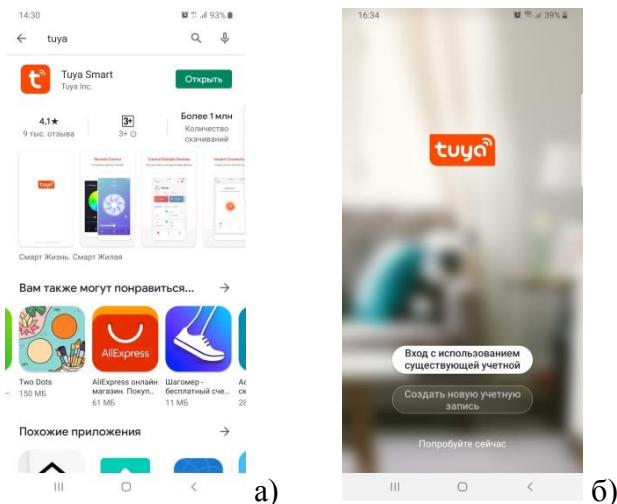 14:30
93%
tuya
Tuya Smart
Tuya Inc.
Открыть
4,1★
9 тыс. отзыва
3+
3+
Более 1 млн
Количество
скачиваний
tuya
Смарт Жизнь. Смарт Жилая
Вам также могут понравиться...
AliExpress
Two Dots
150 МБ
AliExpress онлайн
магазин. Покуп...
61 МБ
Шагомер -
бесплатный сче...
11 МБ
Похожие приложения
а)
16:34
39%
tuya
Вход с использованием
существующей учетной
Создать новую учетную
запись
Попробуйте сейчас
б)